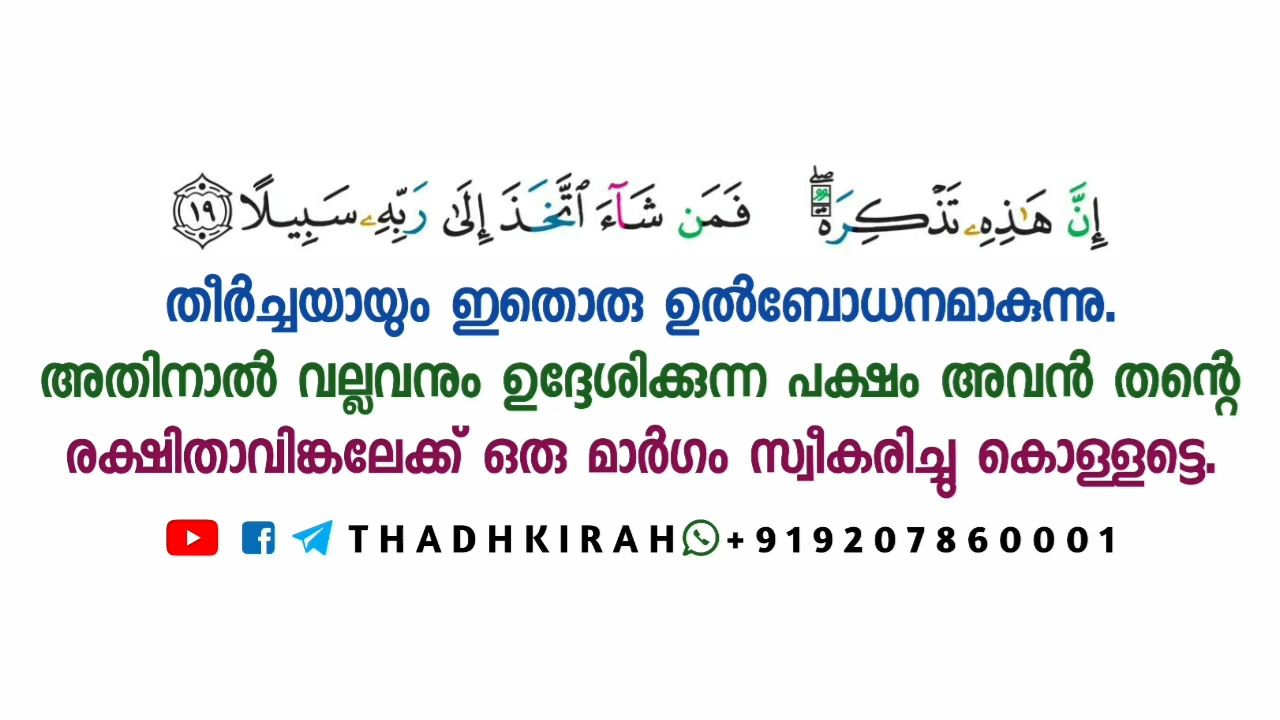 إِنَّ هَـٰذِهِۦ تَذْكِرَةٌ ۖ فَمَن شَآءَ ٱتَّخَذَ إِلَىٰ رَبِّهِۦ سَبِيلًا ١٩
തീർച്ചയായും ഇതൊരു ഉൽബോധനമാകുന്നു.
അതിനാൽ വല്ലവനും ഉദ്ദേശിക്കുന്ന പക്ഷം അവൻ തന്റെ
രക്ഷിതാവിങ്കലേക്ക് ഒരു മാർഗം സ്വീകരിച്ചു കൊള്ളട്ടെ.
THADHKIRAH +919207860001